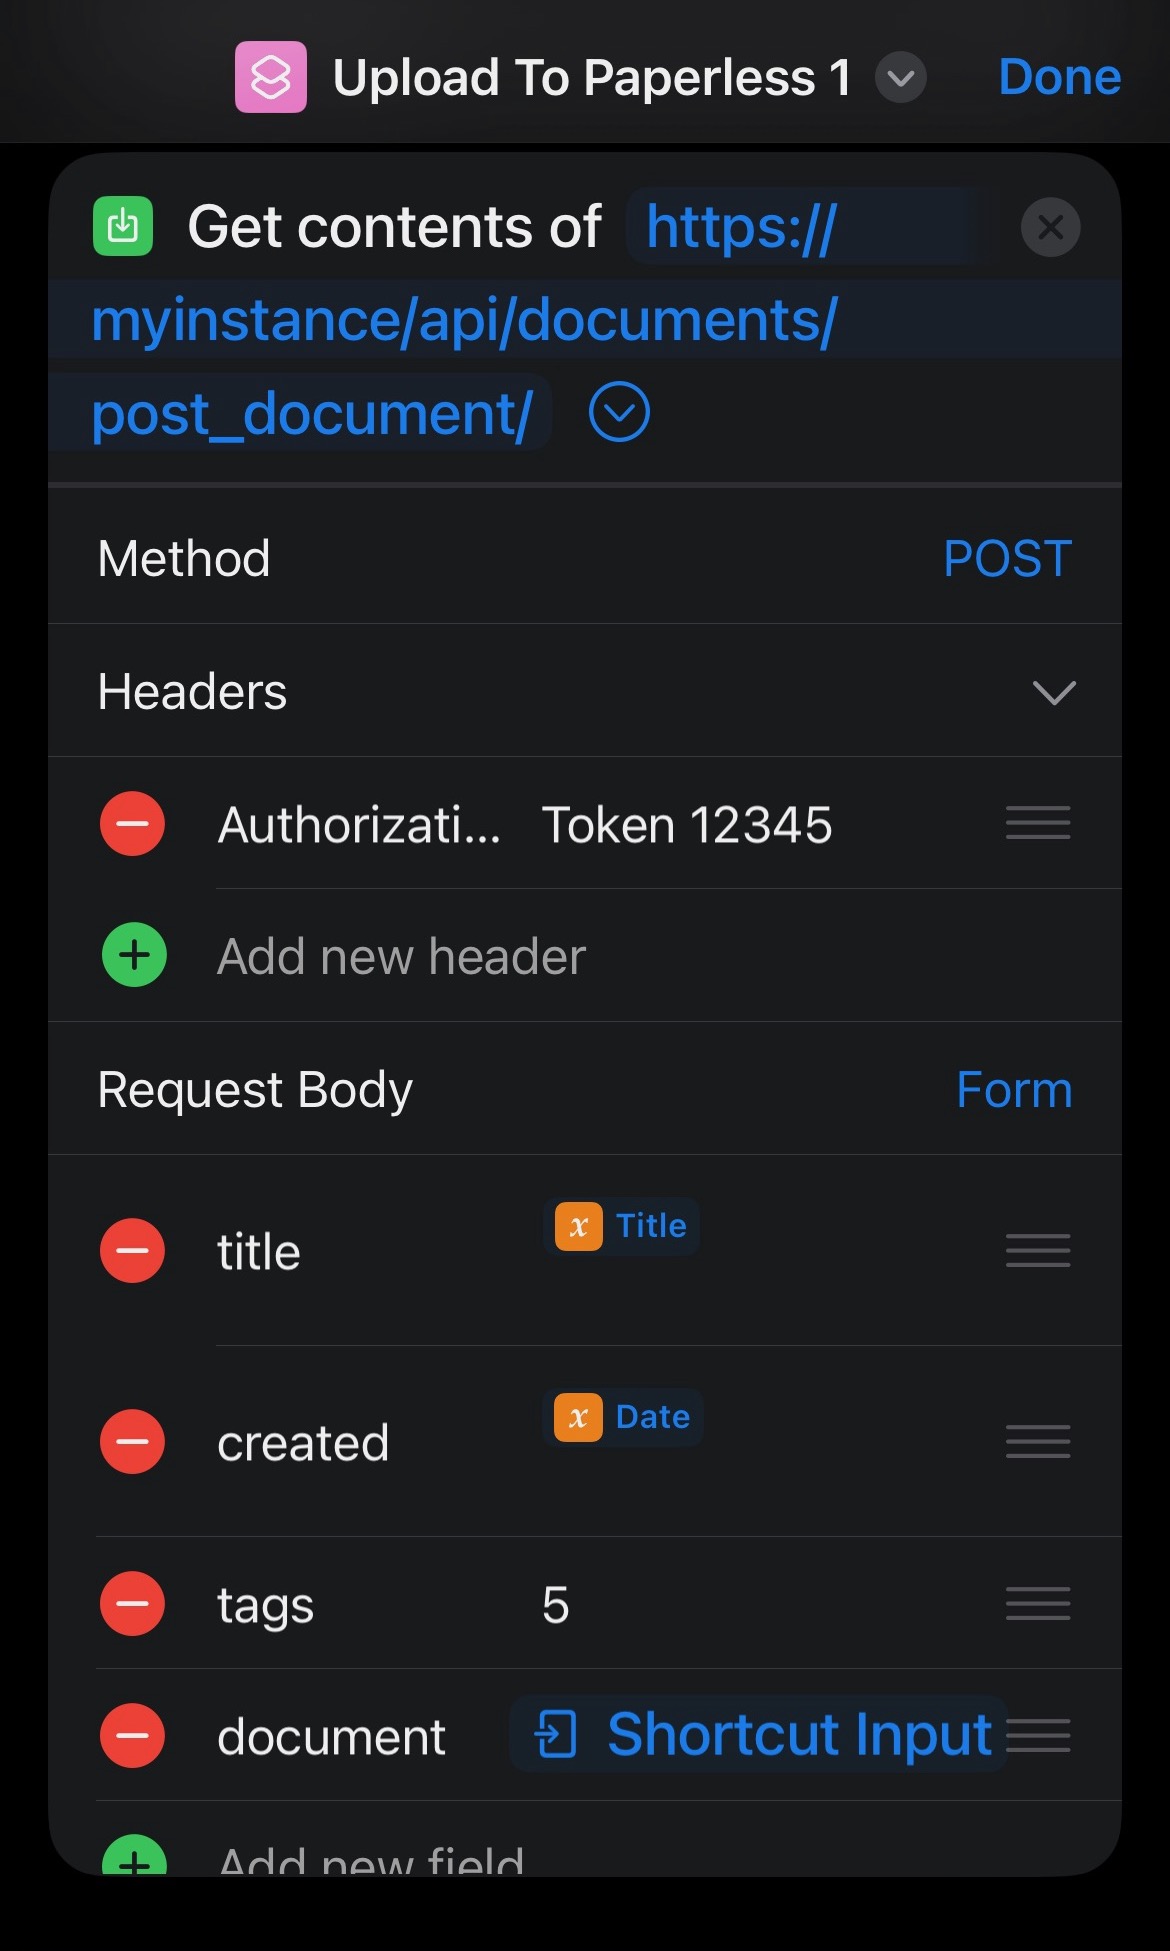 Upload To Paperless 1
Done
Get contents of https://
myinstance/api/documents/
post_document/
Method POST
Headers
Authorizati... Token 12345
Add new header
Request Body Form
title x Title
created x Date
tags 5
document Shortcut Input
Add new field